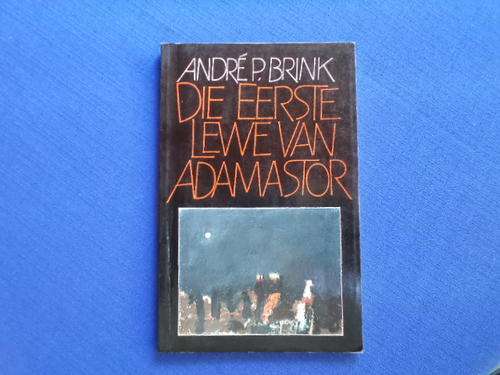 ANDRÉ P. BRINK
DIE EERSTE
LEWE VAN
ADAMASTOR